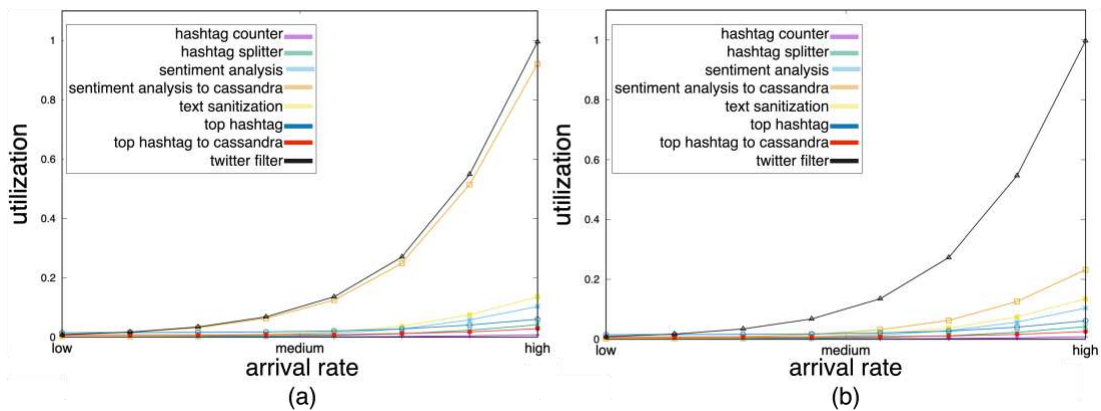 1
0.8
0.6
0.4
0.2
0
utilization
hashtag counter
hashtag splitter
sentiment analysis
sentiment analysis to cassandra
text sanitization
top hashtag
top hashtag to cassandra
twitter filter
low
medium
high
arrival rate
(a)
1
0.8
0.6
0.4
0.2
0
utilization
hashtag counter
hashtag splitter
sentiment analysis
sentiment analysis to cassandra
text sanitization
top hashtag
top hashtag to cassandra
twitter filter
low
medium
high
arrival rate
(b)